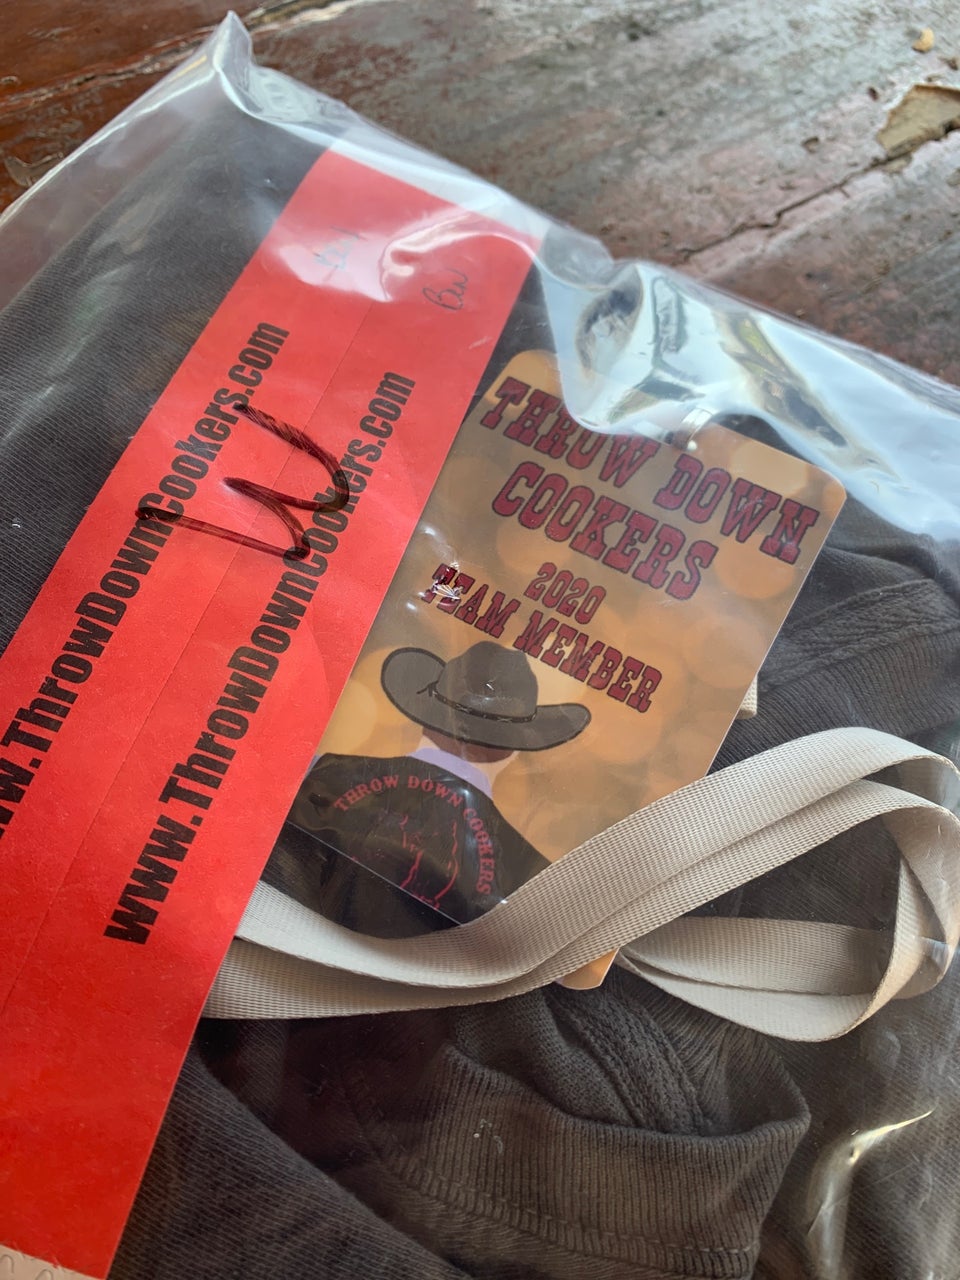 www.ThrowDownCookers.com
www.ThrowDownCookers.com
THROW DOWN
COOKERS
2020
TEAM MEMBER
THROW DOWN COOKERS